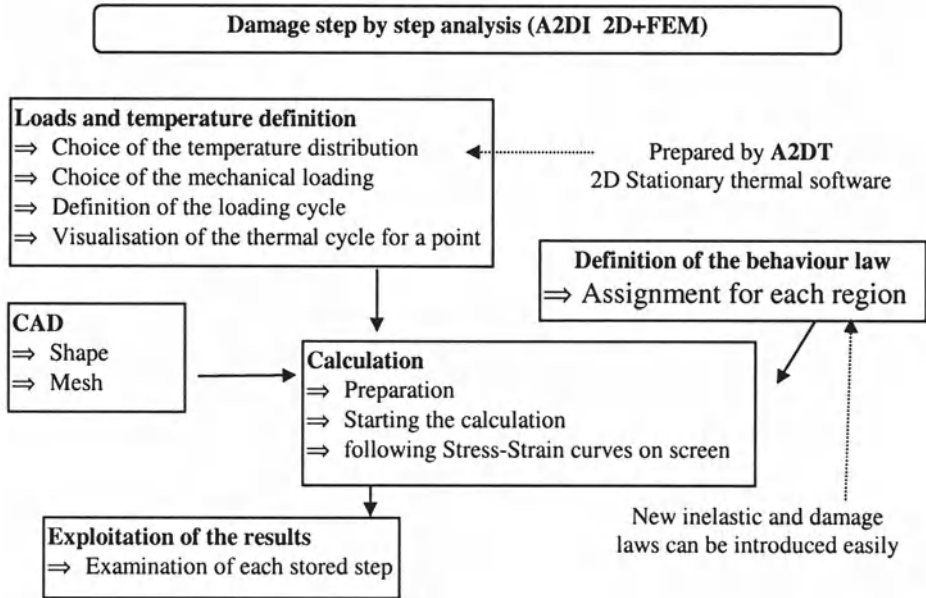 Damage step by step analysis (A2DI 2D+FEM)
Loads and temperature definition
⇒ Choice of the temperature distribution
⇒ Choice of the mechanical loading
⇒ Definition of the loading cycle
⇒ Visualisation of the thermal cycle for a point
Prepared by A2DT
2D Stationary thermal software
Definition of the behaviour law
⇒ Assignment for each region
CAD
⇒ Shape
⇒ Mesh
Calculation
⇒ Preparation
⇒ Starting the calculation
⇒ following Stress-Strain curves on screen
New inelastic and damage
laws can be introduced easily
Exploitation of the results
⇒ Examination of each stored step